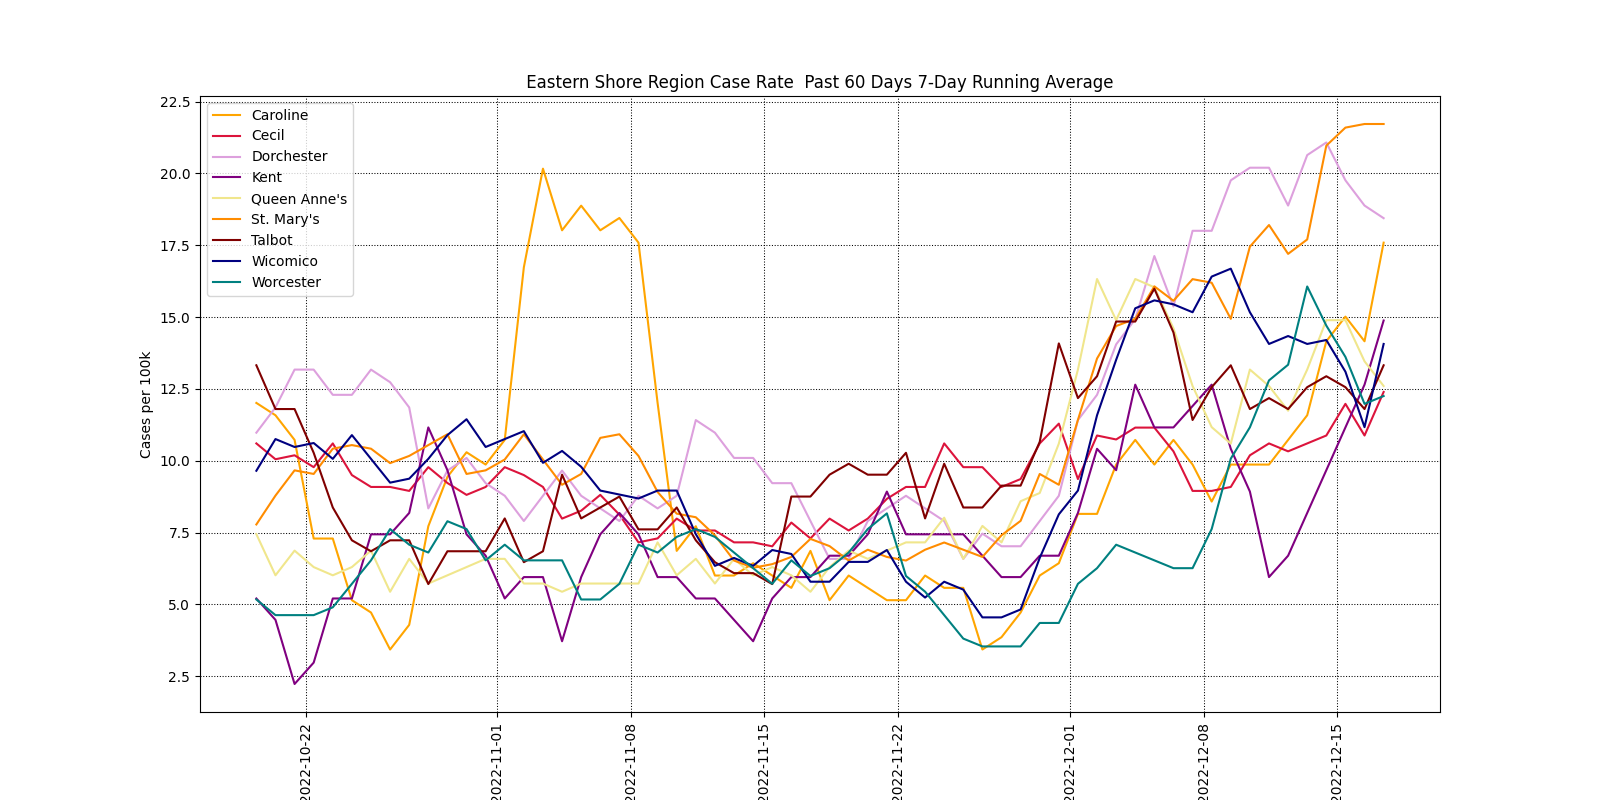 Eastern Shore Region Case Rate  Past 60 Days 7-Day Running Average
Cases per 100k
22.5
20.0
17.5
15.0
12.5
10.0
7.5
5.0
2.5
Caroline
Cecil
Dorchester
Kent
Queen Anne's
St. Mary's
Talbot
Wicomico
Worcester
2022-10-22
2022-11-01
2022-11-08
2022-11-15
2022-11-22
2022-12-01
2022-12-08
2022-12-15